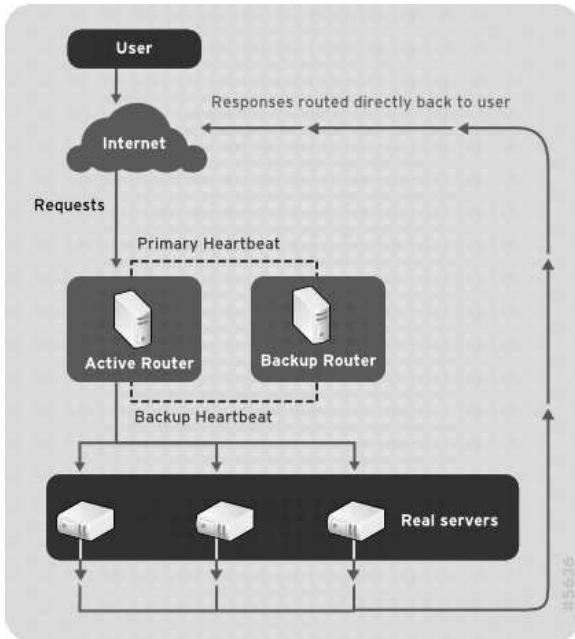 User
Responses routed directly back to user
Internet
Requests
Primary Heartbeat
Active Router
Backup Router
Backup Heartbeat
Real servers
#5636